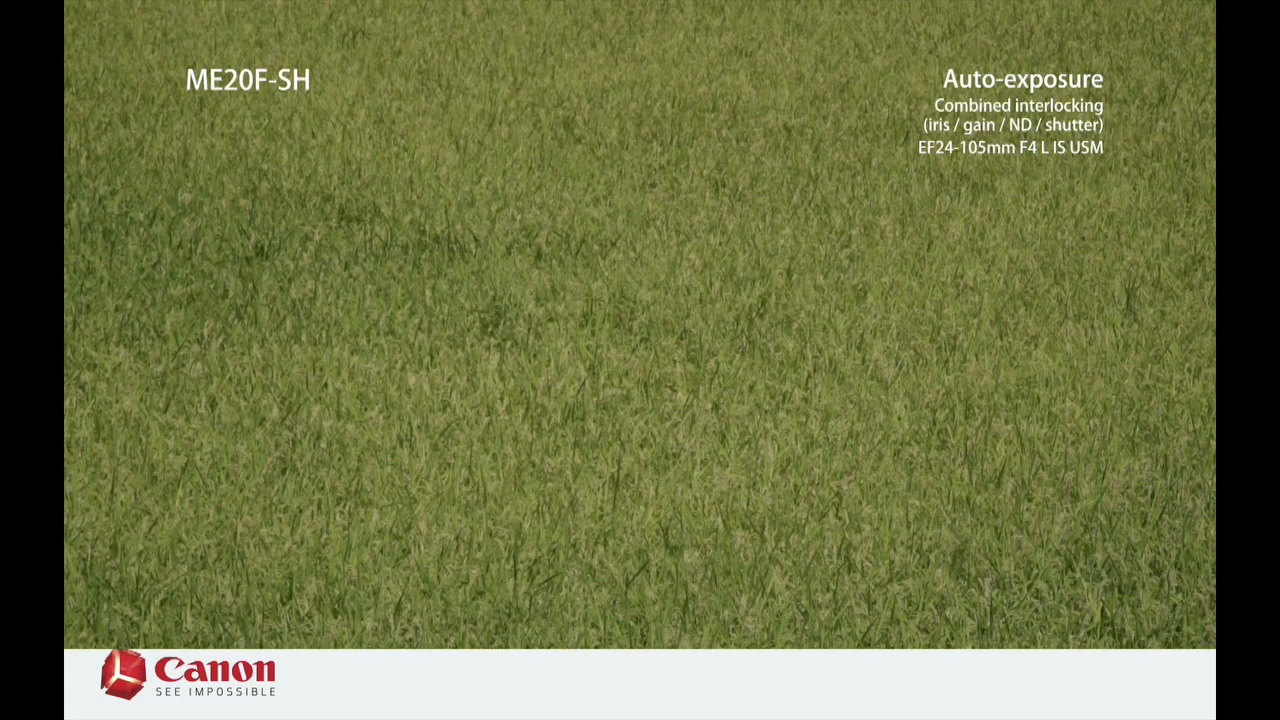 ME20F-SH
Auto-exposure
Combined interlocking
(iris / gain / ND / shutter)
EF24-105mm F4 L IS USM
Canon
SEE IMPOSSIBLE